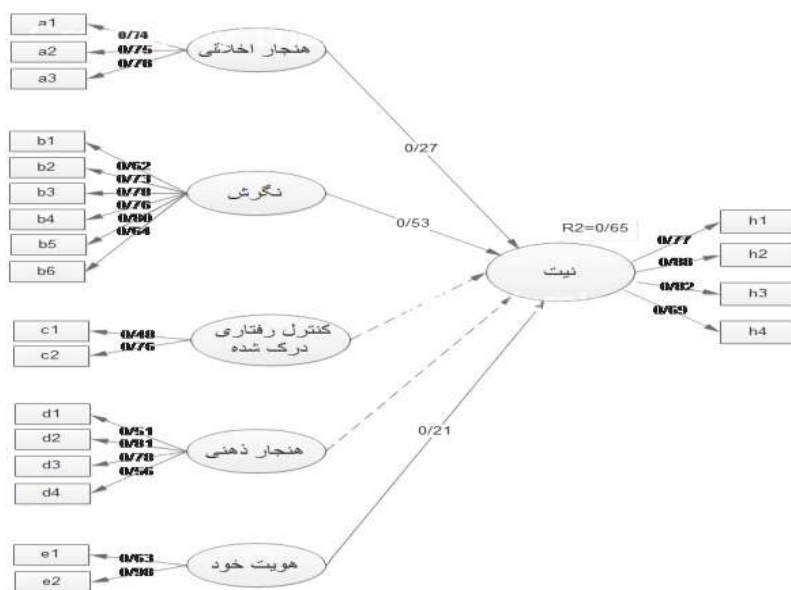 a1
a2
a3
0/74
0/75
0/78
هنجار اخلاقی
0/27
b1
b2
b3
b4
b5
b6
0/62
0/73
0/78
0/76
0/80
0/64
نگرش
0/53
R2=0/65
نیت
0/77
0/88
0/82
0/69
h1
h2
h3
h4
c1
c2
0/48
0/76
کنترل رفتاری
درک شده
d1
d2
d3
d4
0/51
0/81
0/78
0/56
هنجار ذهنی
0/21
e1
e2
0/63
0/98
هویت خود